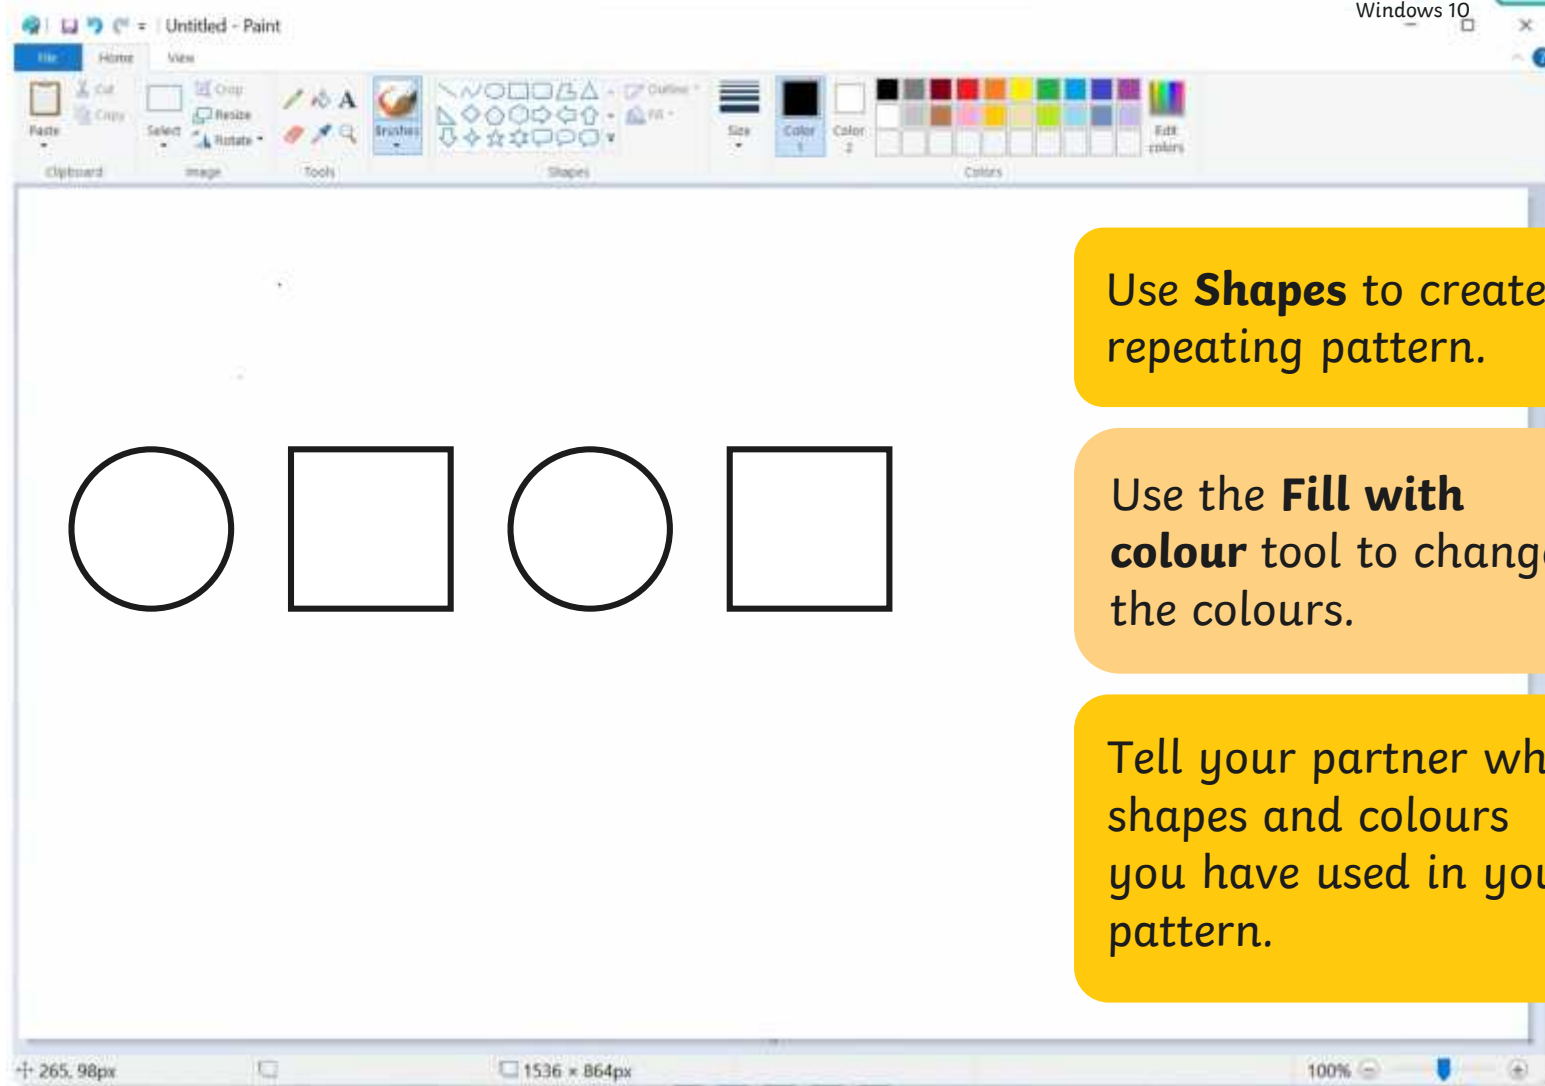 Windows 10
Untitled - Paint
File Home View
Cut
Copy
Paste
Clipboard
Crop
Resize
Rotate
Select
Image
A
Tools
Brushes
Outline
Fill
Shapes
Size
Color
1
Color
2
Edit
colors
Colors
Use Shapes to create
repeating pattern.
Use the Fill with
colour tool to chang
the colours.
Tell your partner wh
shapes and colours
you have used in you
pattern.
265, 98px
1536 × 864px
100%